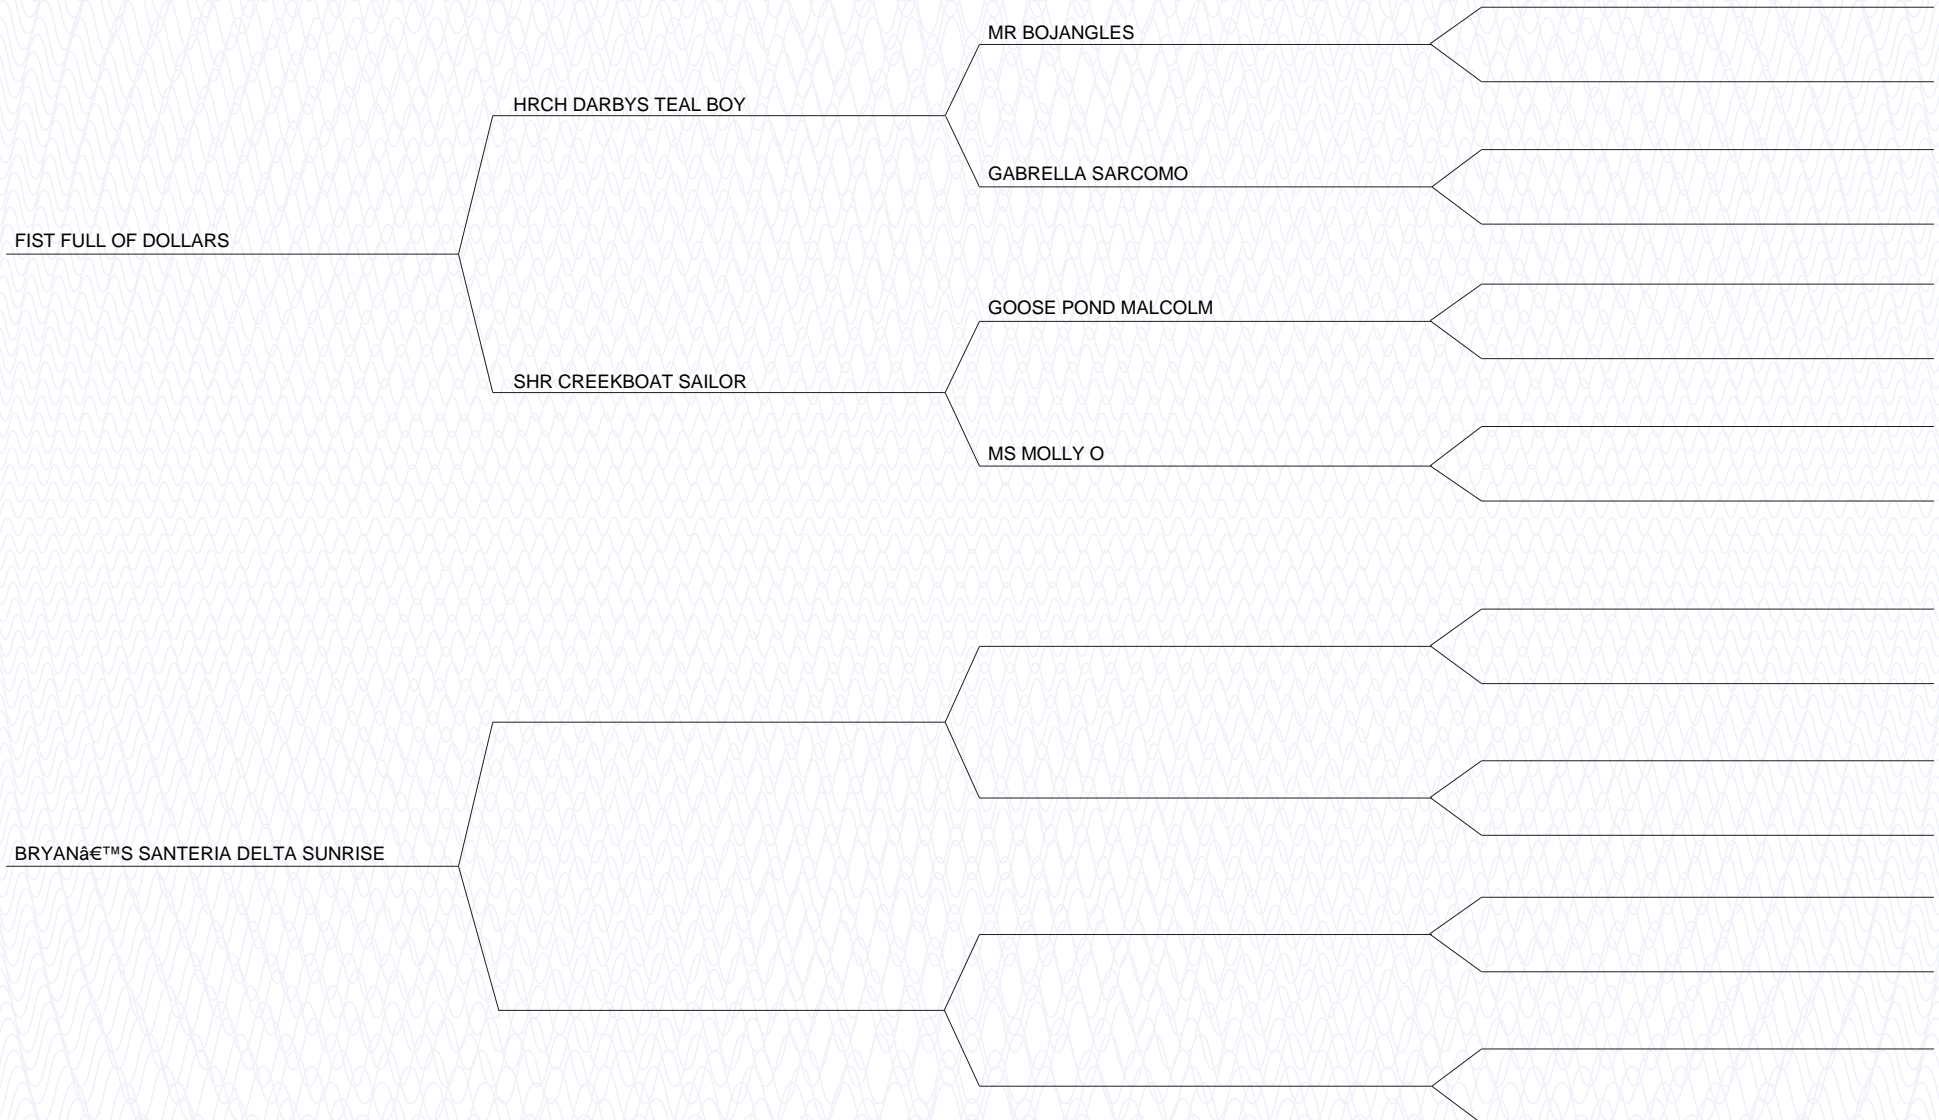 MR BOJANGLES
HRCH DARBYS TEAL BOY
GABRELLA SARCOMO
FIST FULL OF DOLLARS
GOOSE POND MALCOLM
SHR CREEKBOAT SAILOR
MS MOLLY O
BRYANâ€™S SANTERIA DELTA SUNRISE